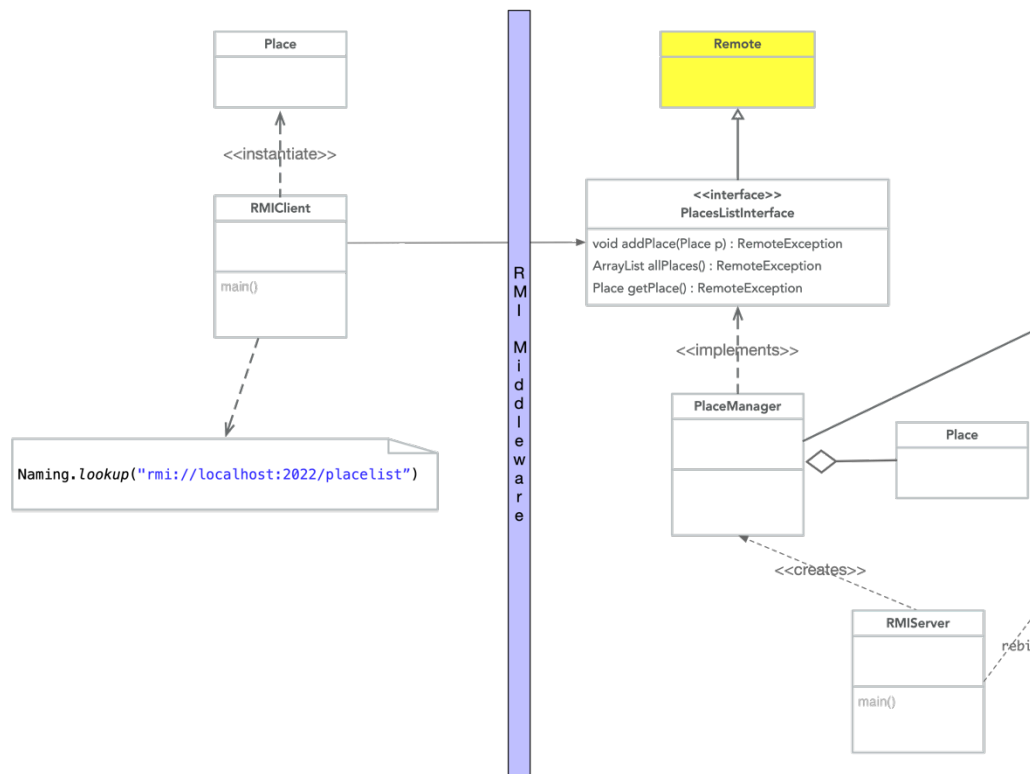 Place
<<instantiate>>
RMIClient
main()
Naming.lookup("rmi://localhost:2022/placelist”)
RMI Middleware
Remote
<<interface>>
PlacesListInterface
void addPlace(Place p) : RemoteException
ArrayList allPlaces() : RemoteException
Place getPlace() : RemoteException
<<implements>>
PlaceManager
Place
<<creates>>
RMIServer
rebi
main()